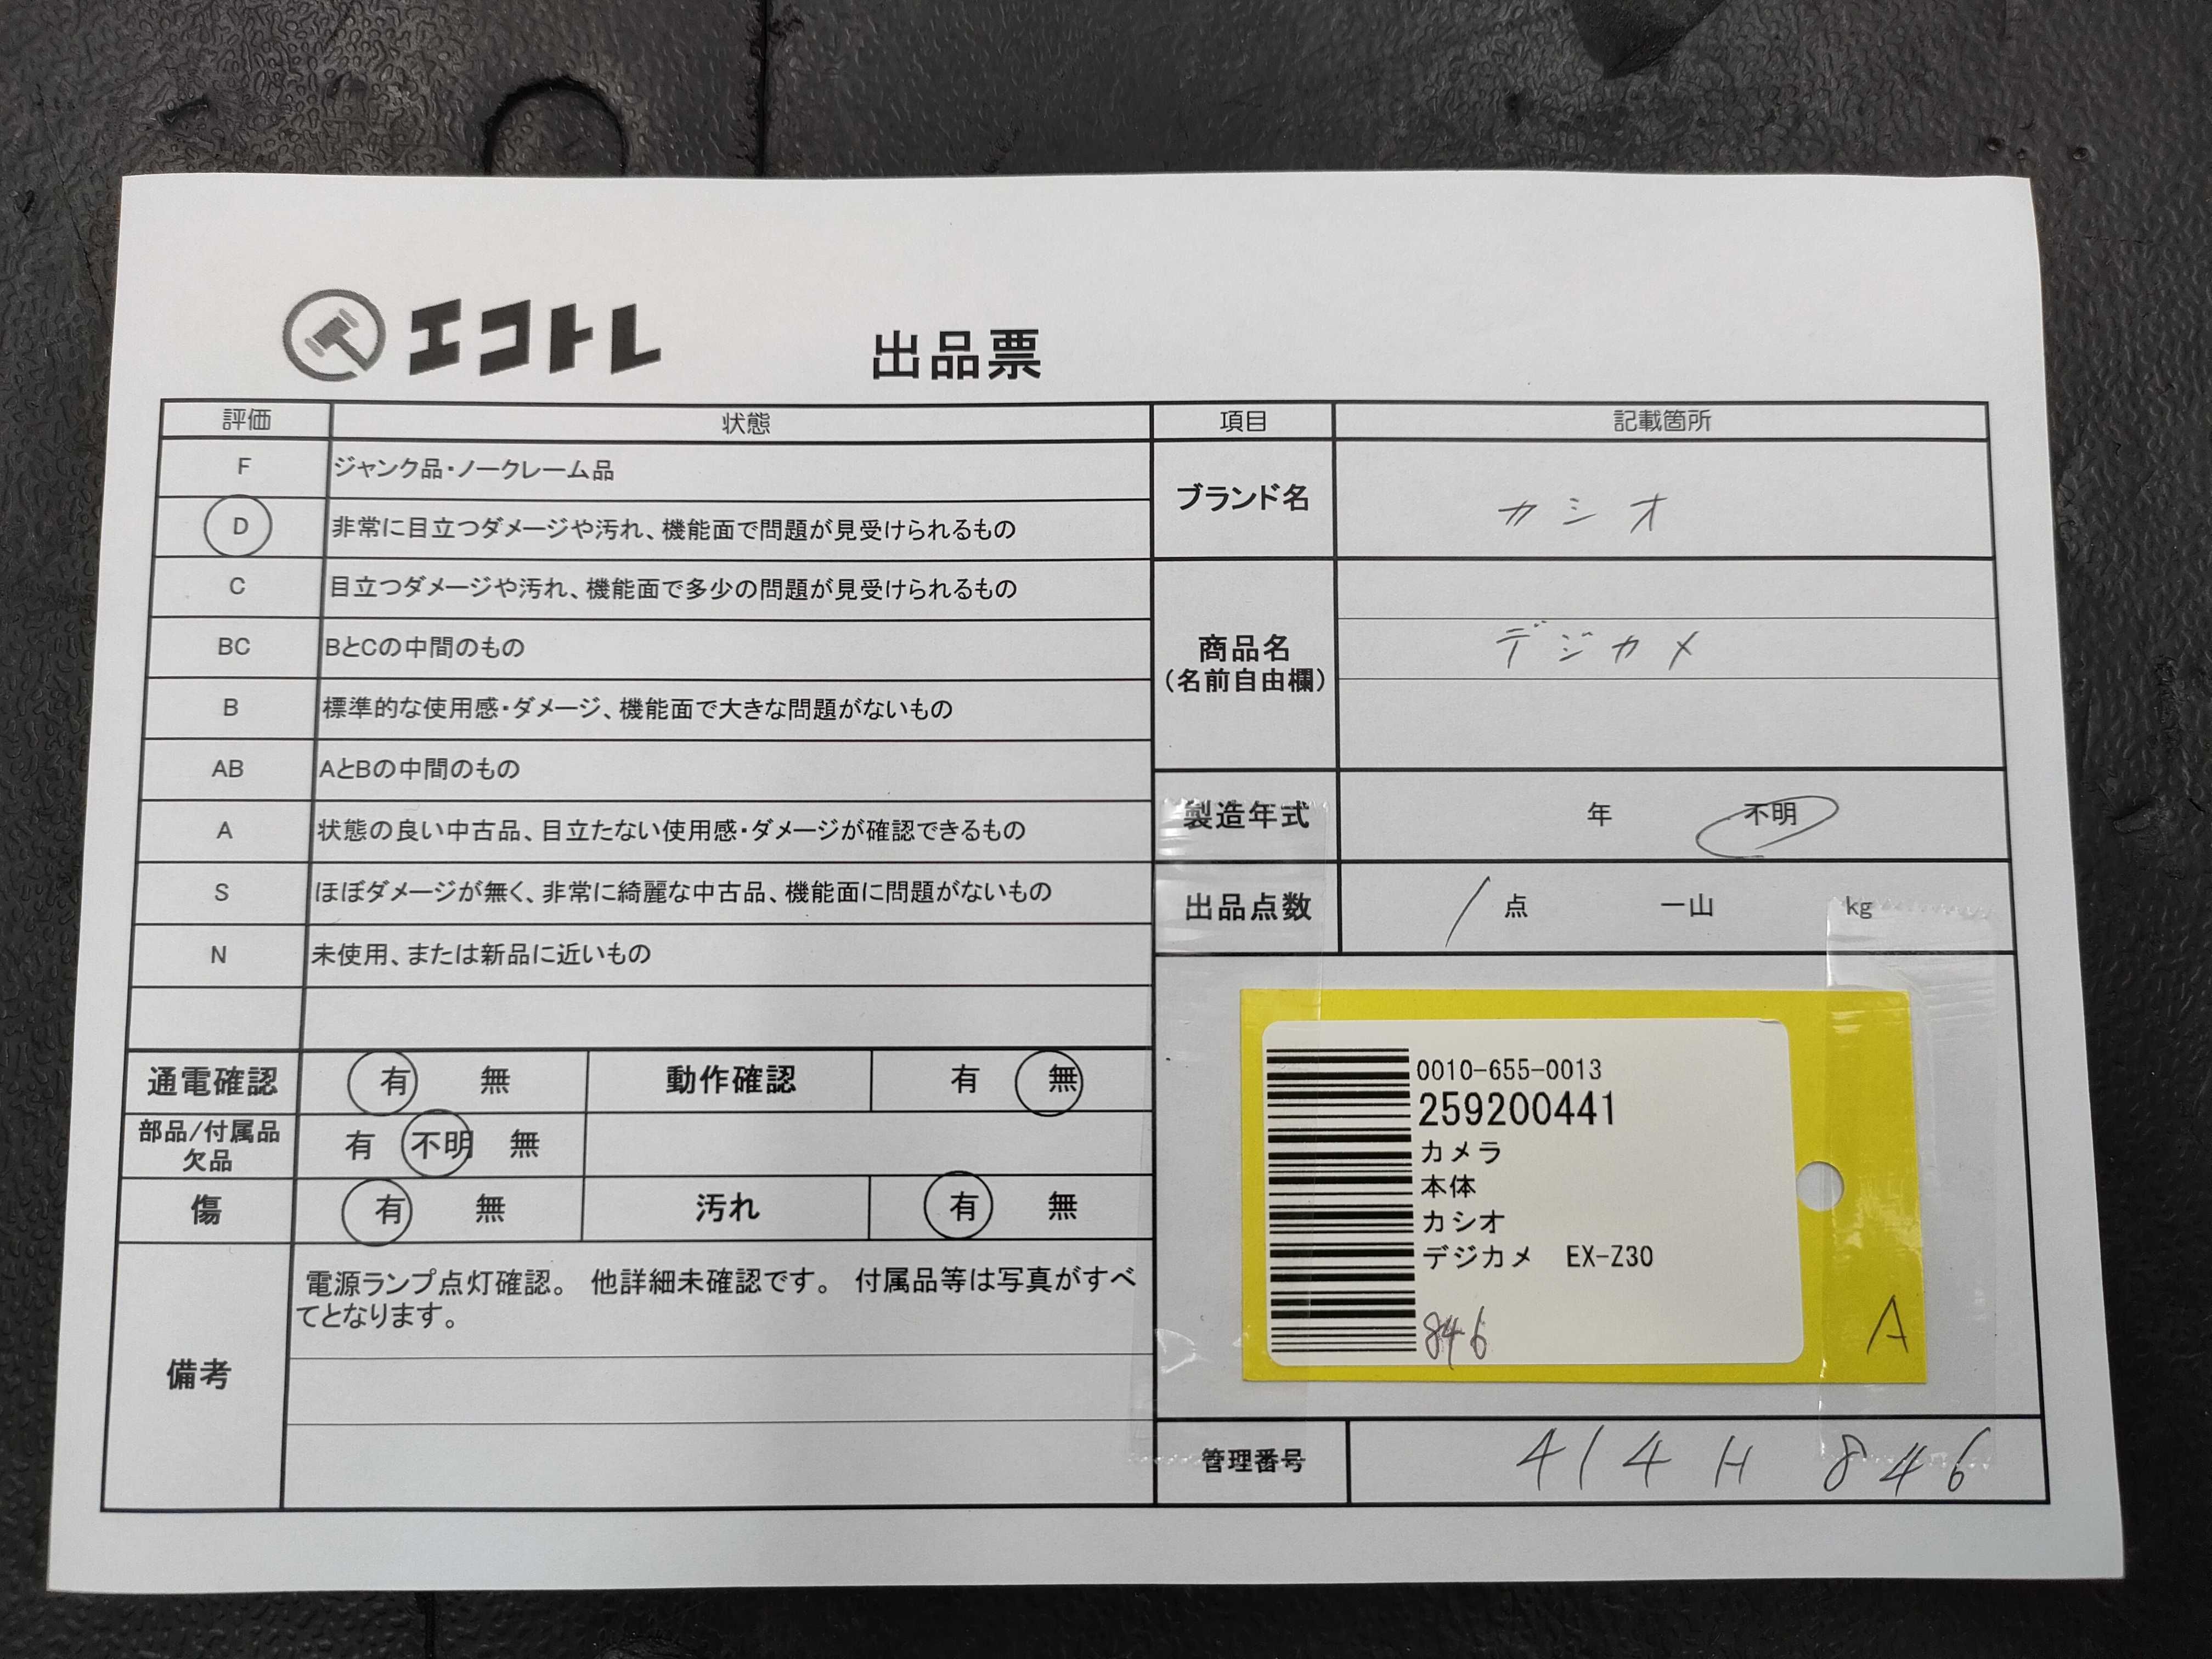 エコトレ
出品票
評価 状態
F ジャンク品・ノークレーム品
D 非常に目立つダメージや汚れ、機能面で問題が見受けられるもの
C 目立つダメージや汚れ、機能面で多少の問題が見受けられるもの
BC BとCの中間のもの
B 標準的な使用感・ダメージ、機能面で大きな問題がないもの
AB AとBの中間のもの
A 状態の良い中古品、目立たない使用感・ダメージが確認できるもの
S ほぼダメージが無く、非常に綺麗な中古品、機能面に問題がないもの
N 未使用、または新品に近いもの
通電確認 有 無 動作確認 有 無
部品/付属品
欠品 有 不明 無
傷 有 無 汚れ 有 無
備考
電源ランプ点灯確認。 他詳細未確認です。 付属品等は写真がすべ
てとなります。
項目 記載箇所
ブランド名 カシオ
商品名
(名前自由欄)
デジカメ
製造年式 年 不明
出品点数 1 点 一山 kg
0010-655-0013
259200441
カメラ
本体
カシオ
デジカメ EX-Z30
846
A
管理番号 414H 846